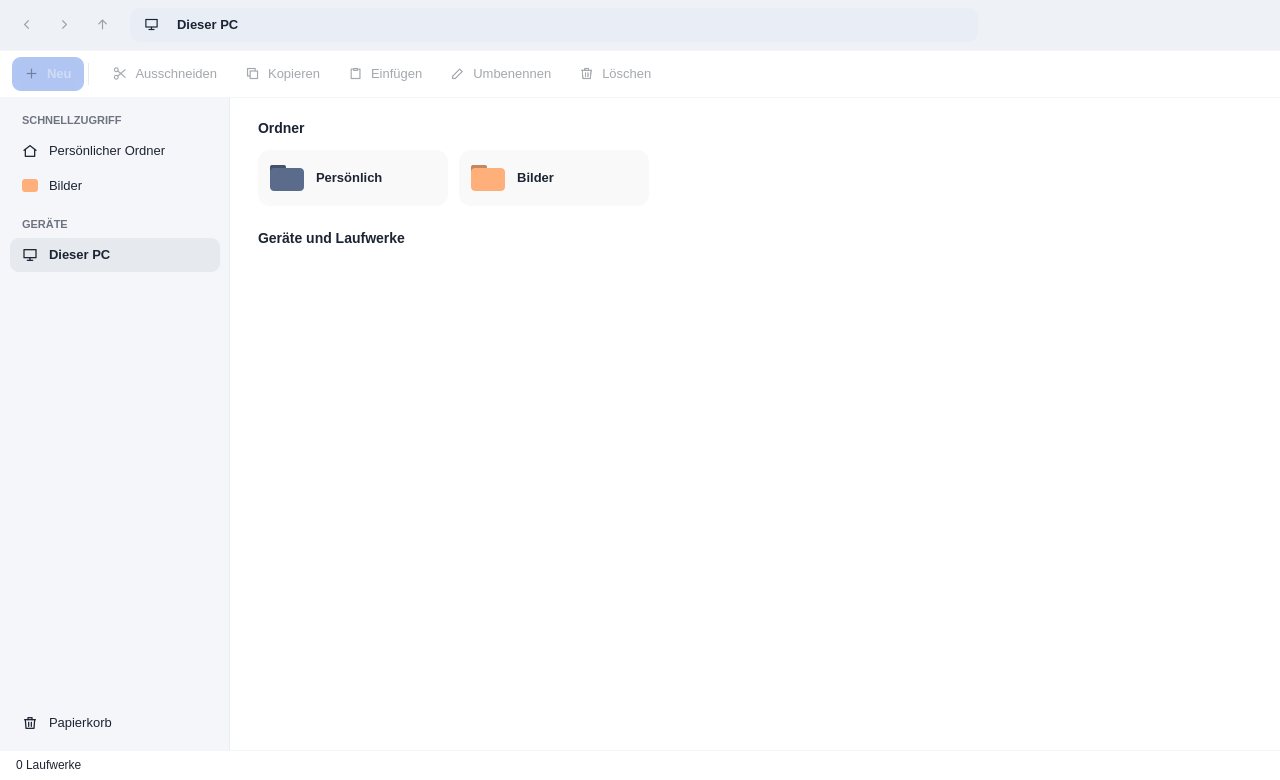 Dieser PC
Neu
Ausschneiden
Kopieren
Einfügen
Umbenennen
Löschen
SCHNELLZUGRIFF
Persönlicher Ordner
Bilder
GERÄTE
Dieser PC
Papierkorb
Ordner
Persönlich
Bilder
Geräte und Laufwerke
0 Laufwerke